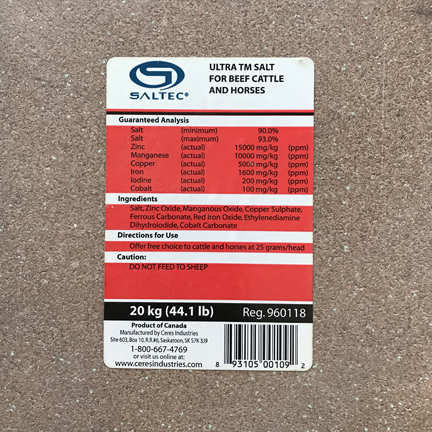 SALTEC®
ULTRA TM SALT
FOR BEEF CATTLE
AND HORSES
Guaranteed Analysis
Salt (minimum) 90.0%
Salt (maximum) 93.0%
Zinc (actual) 15000 mg/kg (ppm)
Manganese (actual) 10000 mg/kg (ppm)
Copper (actual) 5000 mg/kg (ppm)
Iron (actual) 1600 mg/kg (ppm)
Iodine (actual) 200 mg/kg (ppm)
Cobalt (actual) 100 mg/kg (ppm)
Ingredients
Salt, Zinc Oxide, Manganous Oxide, Copper Sulphate,
Ferrous Carbonate, Red Iron Oxide, Ethylenediamine
Dihydroiodide, Cobalt Carbonate
Directions for Use
Offer free choice to cattle and horses at 25 grams/head
Caution:
DO NOT FEED TO SHEEP
20 kg (44.1 lb) Reg. 960118
Product of Canada
Manufactured by Ceres Industries
Site 603, Box 10, R.R.#6, Saskatoon, SK S7K 3J9
1-800-667-4769
or visit us online at:
www.ceresindustries.com
8 93105 00109 2